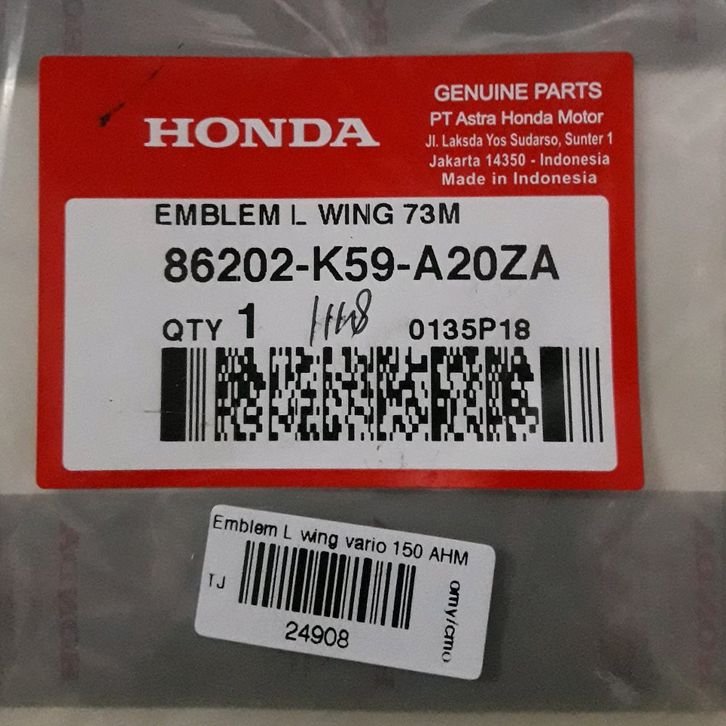 HONDA
GENUINE PARTS
PT Astra Honda Motor
Jl. Laksda Yos Sudarso, Sunter 1
Jakarta 14350 - Indonesia
Made in Indonesia
EMBLEM L WING 73M
86202-K59-A20ZA
QTY 1
0135P18
Emblem L wing vario 150 AHM
TJ
24908